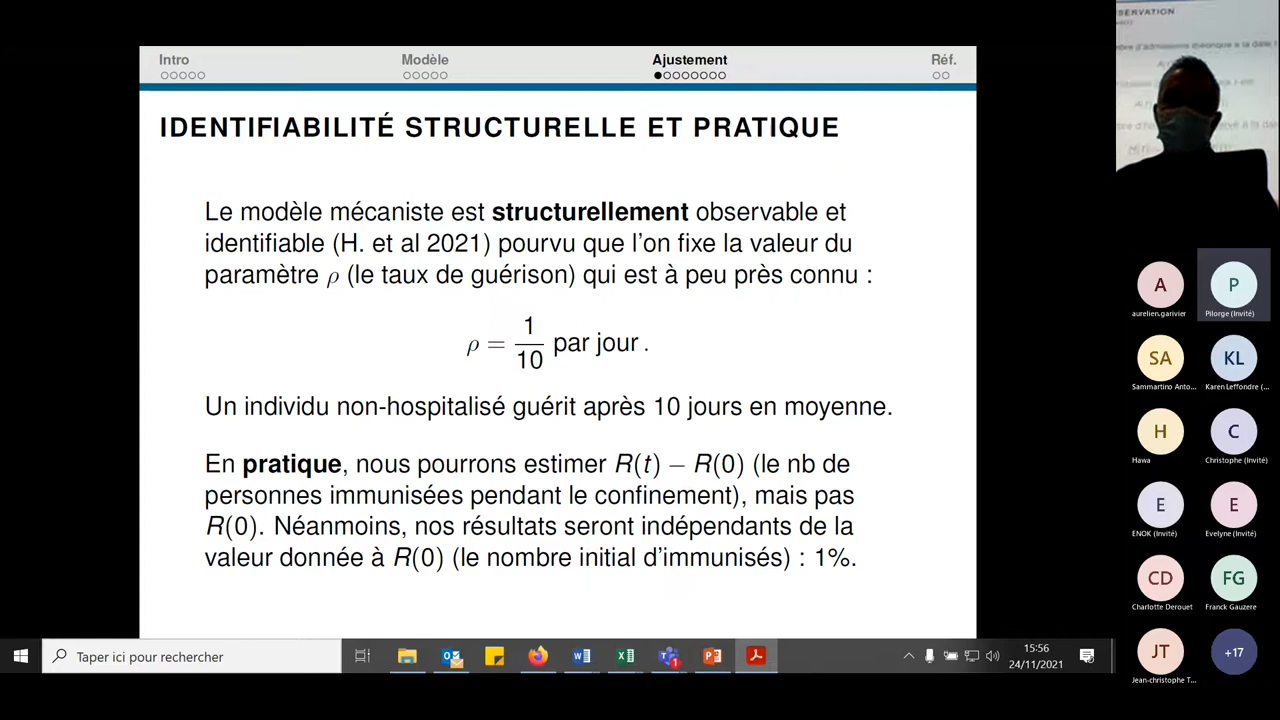 Intro
Modèle
Ajustement
Réf.
IDENTIFIABILITÉ STRUCTURELLE ET PRATIQUE
Le modèle mécaniste est structurellement observable et
identifiable (H. et al 2021) pourvu que l'on fixe la valeur du
paramètre ρ (le taux de guérison) qui est à peu près connu :
ρ = 1/10 par jour .
Un individu non-hospitalisé guérit après 10 jours en moyenne.
En pratique, nous pourrons estimer R(t) − R(0) (le nb de
personnes immunisées pendant le confinement), mais pas
R(0). Néanmoins, nos résultats seront indépendants de la
valeur donnée à R(0) (le nombre initial d'immunisés) : 1%.
Taper ici pour rechercher
1
15:56
24/11/2021
A
aurelien.garivier
P
Pilorge (Invité)
SA
Sammartino Anto...
KL
Karen Leffondre (...
H
Hawa
C
Christophe (Invité)
E
ENOK (Invité)
E
Evelyne (Invité)
CD
Charlotte Derouet
FG
Franck Gauzere
JT
Jean-christophe T...
+17